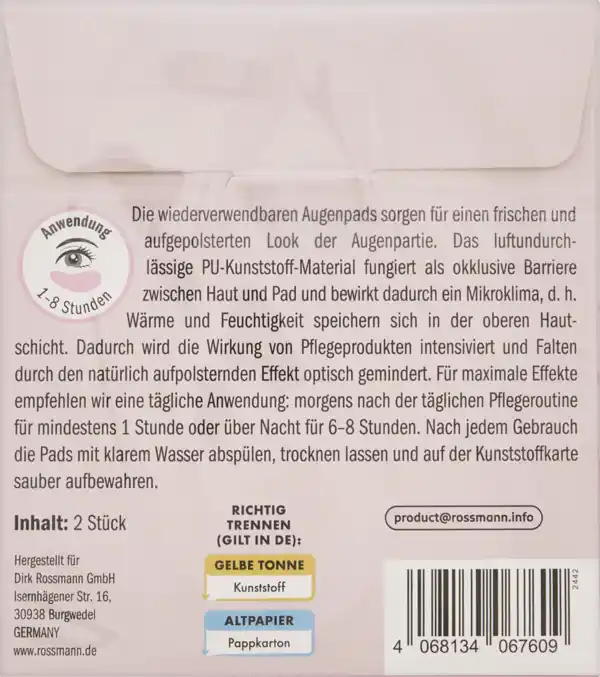 Anwendung
1-8 Stunden
Die wiederverwendbaren Augenpads sorgen für einen frischen und
aufgepolsterten Look der Augenpartie. Das luftundurch-
lässige PU-Kunststoff-Material fungiert als okklusive Barriere
zwischen Haut und Pad und bewirkt dadurch ein Mikroklima, d. h.
Wärme und Feuchtigkeit speichern sich in der oberen Haut-
schicht. Dadurch wird die Wirkung von Pflegeprodukten intensiviert und Falten
durch den natürlich aufpolsternden Effekt optisch gemindert. Für maximale Effekte
empfehlen wir eine tägliche Anwendung: morgens nach der täglichen Pflegeroutine
für mindestens 1 Stunde oder über Nacht für 6–8 Stunden. Nach jedem Gebrauch
die Pads mit klarem Wasser abspülen, trocknen lassen und auf der Kunststoffkarte
sauber aufbewahren.
Inhalt: 2 Stück
Hergestellt für
Dirk Rossmann GmbH
Isernhägener Str. 16,
30938 Burgwedel
GERMANY
www.rossmann.de
RICHTIG
TRENNEN
(GILT IN DE):
GELBE TONNE
Kunststoff
ALTPAPIER
Pappkarton
product@rossmann.info
2442
4 068134 067609